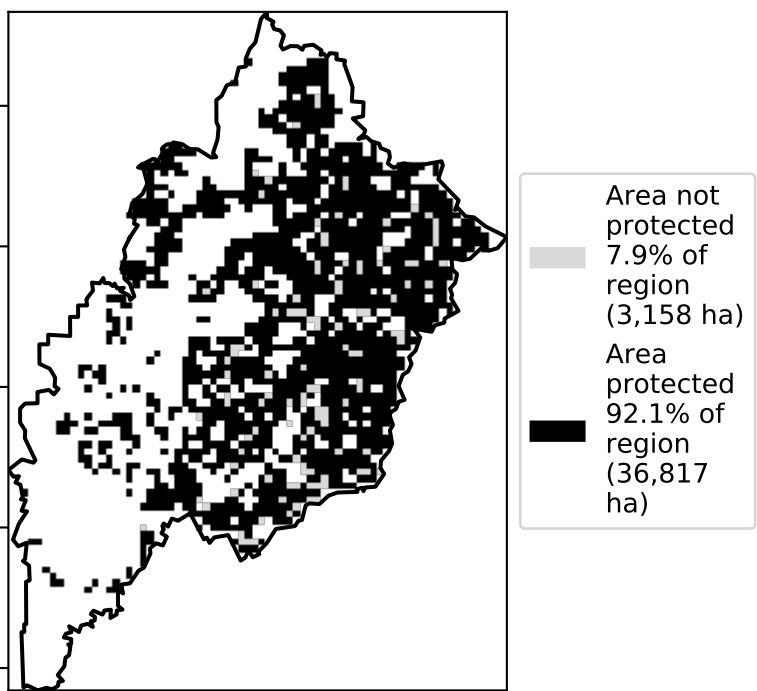 Area not
protected
7.9% of
region
(3,158 ha)
Area
protected
92.1% of
region
(36,817
ha)